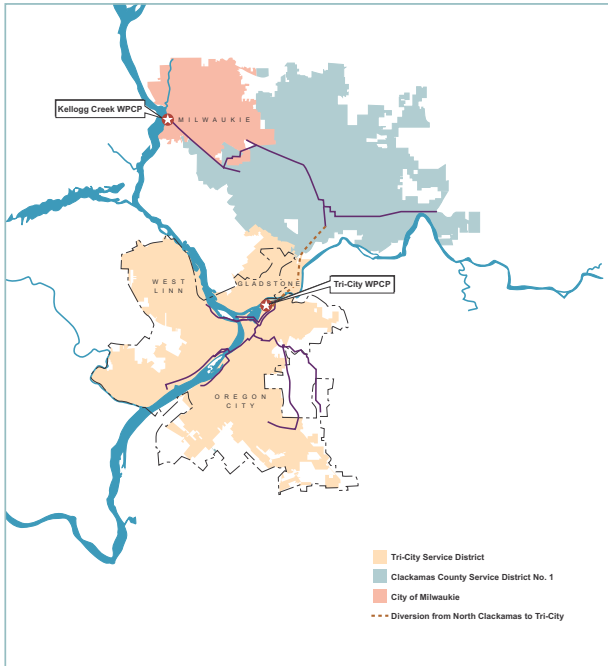 Kellogg Creek WPCP
MILWAUKIE
WEST
LINN
GLADSTONE
Tri-City WPCP
OREGON
CITY
Tri-City Service District
Clackamas County Service District No. 1
City of Milwaukie
Diversion from North Clackamas to Tri-City